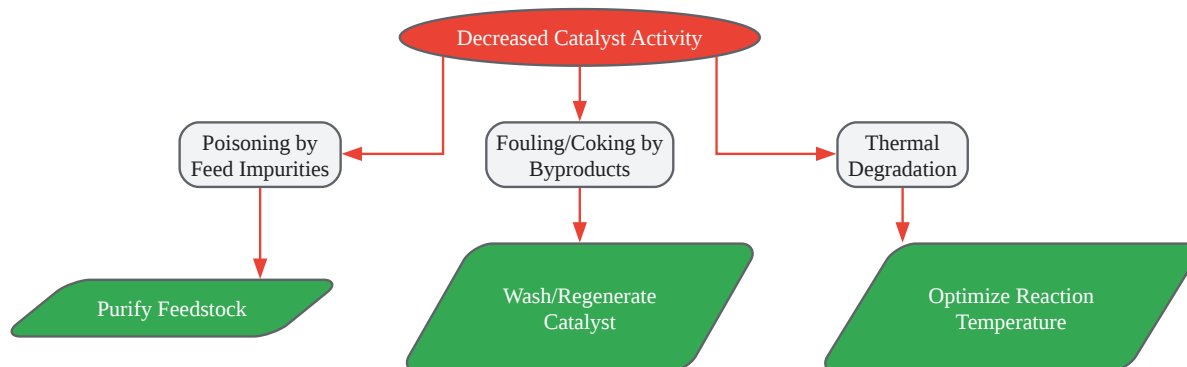 Decreased Catalyst Activity
Poisoning by
Feed Impurities
Fouling/Coking by
Byproducts
Thermal
Degradation
Purify Feedstock
Wash/Regenerate
Catalyst
Optimize Reaction
Temperature